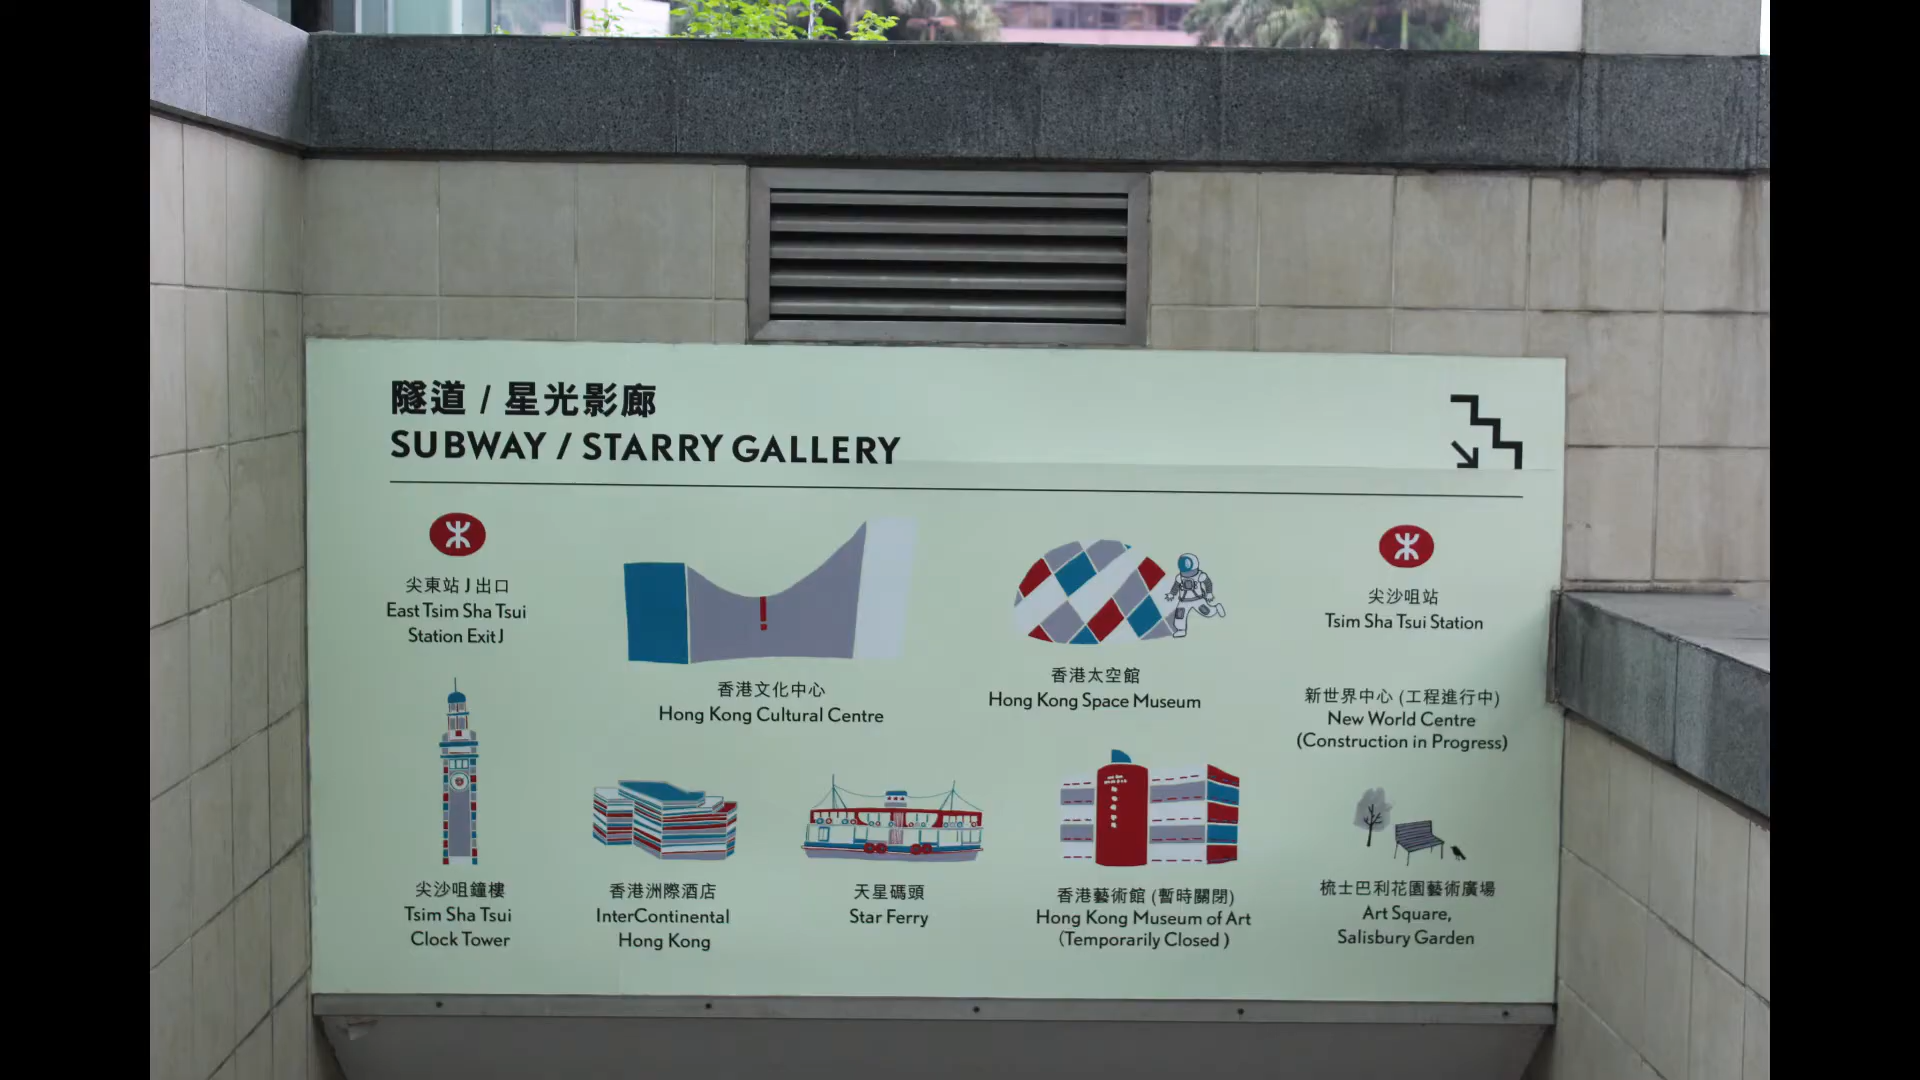 隧道 / 星光影廊
SUBWAY / STARRY GALLERY
尖東站 J 出口
East Tsim Sha Tsui
Station Exit J
香港文化中心
Hong Kong Cultural Centre
香港太空館
Hong Kong Space Museum
尖沙咀站
Tsim Sha Tsui Station
新世界中心 (工程進行中)
New World Centre
(Construction in Progress)
尖沙咀鐘樓
Tsim Sha Tsui
Clock Tower
香港洲際酒店
InterContinental
Hong Kong
天星碼頭
Star Ferry
香港藝術館 (暫時關閉)
Hong Kong Museum of Art
(Temporarily Closed )
梳士巴利花園藝術廣場
Art Square,
Salisbury Garden